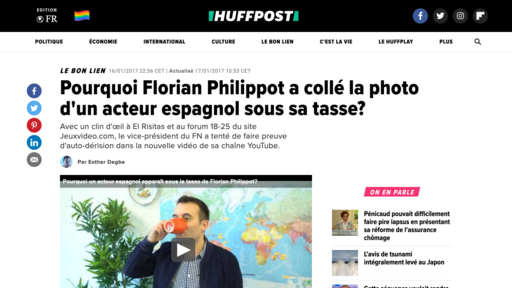 EDITION
FR
HUFFPOST
POLITIQUE
ÉCONOMIE
INTERNATIONAL
CULTURE
LE BON LIEN
C'EST LA VIE
LE HUFFPLAY
PLUS
LE BON LIEN 16/01/2017 22:56 CET | Actualisé 17/01/2017 10:53 CET
Pourquoi Florian Philippot a collé la photo
d'un acteur espagnol sous sa tasse?
Avec un clin d'œil à El Risitas et au forum 18-25 du site
Jeuxvideo.com, le vice-président du FN a tenté de faire preuve
d'auto-dérision dans la nouvelle vidéo de sa chaîne YouTube.
Par Esther Degbe
Pourquoi un acteur espagnol apparaît sous la tasse de Florian Philippot?
ON EN PARLE
Pénicaud pouvait difficilement
faire pire lapsus en présentant
sa réforme de l'assurance
chômage
L'avis de tsunami
intégralement levé au Japon